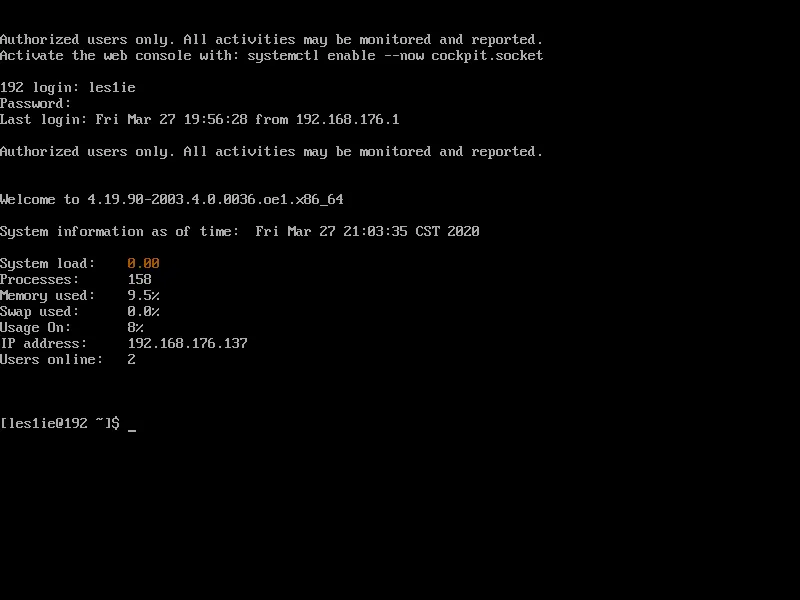 Authorized users only. All activities may be monitored and reported.
Activate the web console with: systemctl enable --now cockpit.socket
192 login: les1ie
Password:
Last login: Fri Mar 27 19:56:28 from 192.168.176.1
Authorized users only. All activities may be monitored and reported.
Welcome to 4.19.90-2003.4.0.0036.oe1.x86_64
System information as of time:  Fri Mar 27 21:03:35 CST 2020
System load:    0.00
Processes:      158
Memory used:    9.5%
Swap used:      0.0%
Usage On:       8%
IP address:     192.168.176.137
Users online:   2
[les1ie@192 ~]$ _